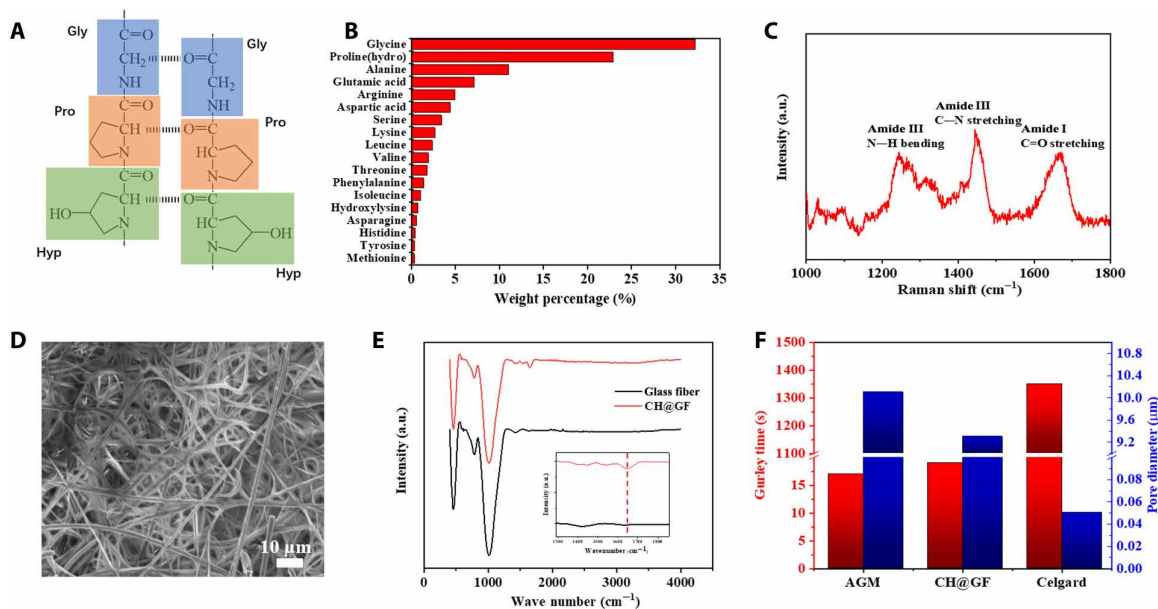 A
Gly
C=O
CH₂
NH
Pro
C=O
CH
N
C=O
HO
CH
N
Hyp
Gly
O=C
CH₂
NH
Pro
O=C
HC
N
O=C
HC
OH
N
Hyp
B
Glycine
Proline(hydro)
Alanine
Glutamic acid
Arginine
Aspartic acid
Serine
Lysine
Leucine
Valine
Threonine
Phenylalanine
Isoleucine
Hydroxylysine
Asparagine
Histidine
Tyrosine
Methionine
0 5 10 15 20 25 30 35
Weight percentage (%)
C
Intensity (a.u.)
Amide III
N—H bending
Amide III
C—N stretching
Amide I
C=O stretching
1000 1200 1400 1600 1800
Raman shift (cm−1)
D
10 μm
E
Intensity (a.u.)
Glass fiber
CH@GF
Intensity (a.u.)
Wavenumber (cm−1)
0 1000 2000 3000 4000
Wave number (cm−1)
F
Gurley time (s)
1500
1400
1300
1200
1100
15
10
5
0
AGM CH@GF Celgard
10.8
10.4
10.0
9.6
9.2
0.08
0.06
0.04
0.02
0.00
Pore diameter (μm)